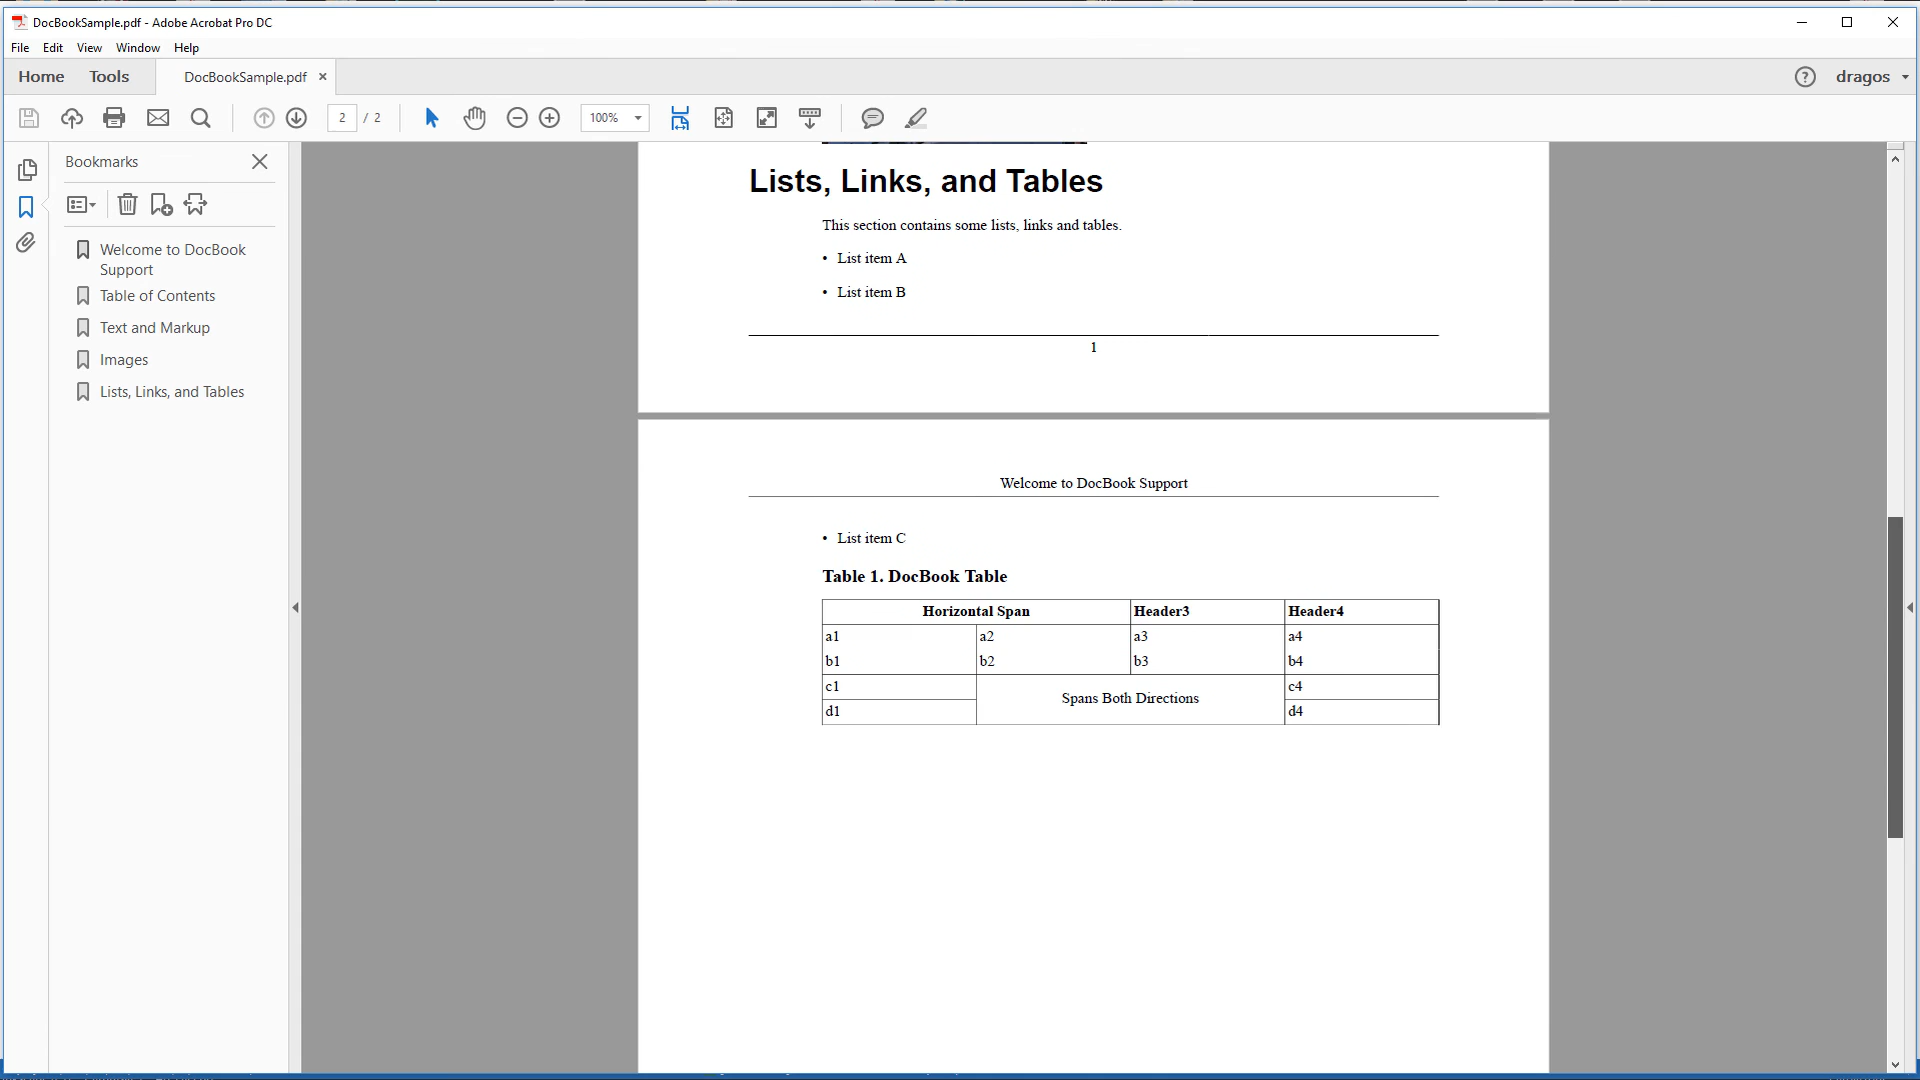 DocBookSample.pdf - Adobe Acrobat Pro DC
File Edit View Window Help
Home Tools DocBookSample.pdf × dragos
2 / 2 100%
Bookmarks
Welcome to DocBook
Support
Table of Contents
Text and Markup
Images
Lists, Links, and Tables
Lists, Links, and Tables
This section contains some lists, links and tables.
• List item A
• List item B
1
Welcome to DocBook Support
• List item C
Table 1. DocBook Table
Horizontal Span Header3 Header4
a1 a2 a3 a4
b1 b2 b3 b4
c1 Spans Both Directions c4
d1 d4